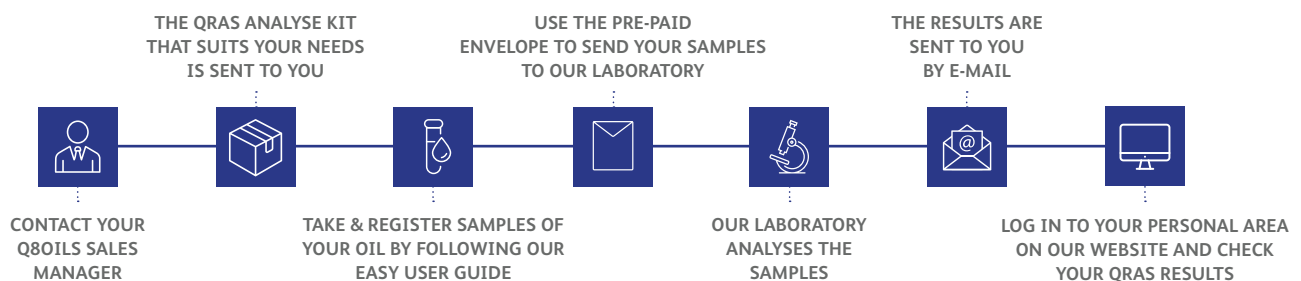 CONTACT YOUR
Q8OILS SALES
MANAGER
THE QRAS ANALYSE KIT
THAT SUITS YOUR NEEDS
IS SENT TO YOU
TAKE & REGISTER SAMPLES OF
YOUR OIL BY FOLLOWING OUR
EASY USER GUIDE
USE THE PRE-PAID
ENVELOPE TO SEND YOUR SAMPLES
TO OUR LABORATORY
OUR LABORATORY
ANALYSES THE
SAMPLES
THE RESULTS ARE
SENT TO YOU
BY E-MAIL
@
LOG IN TO YOUR PERSONAL AREA
ON OUR WEBSITE AND CHECK
YOUR QRAS RESULTS